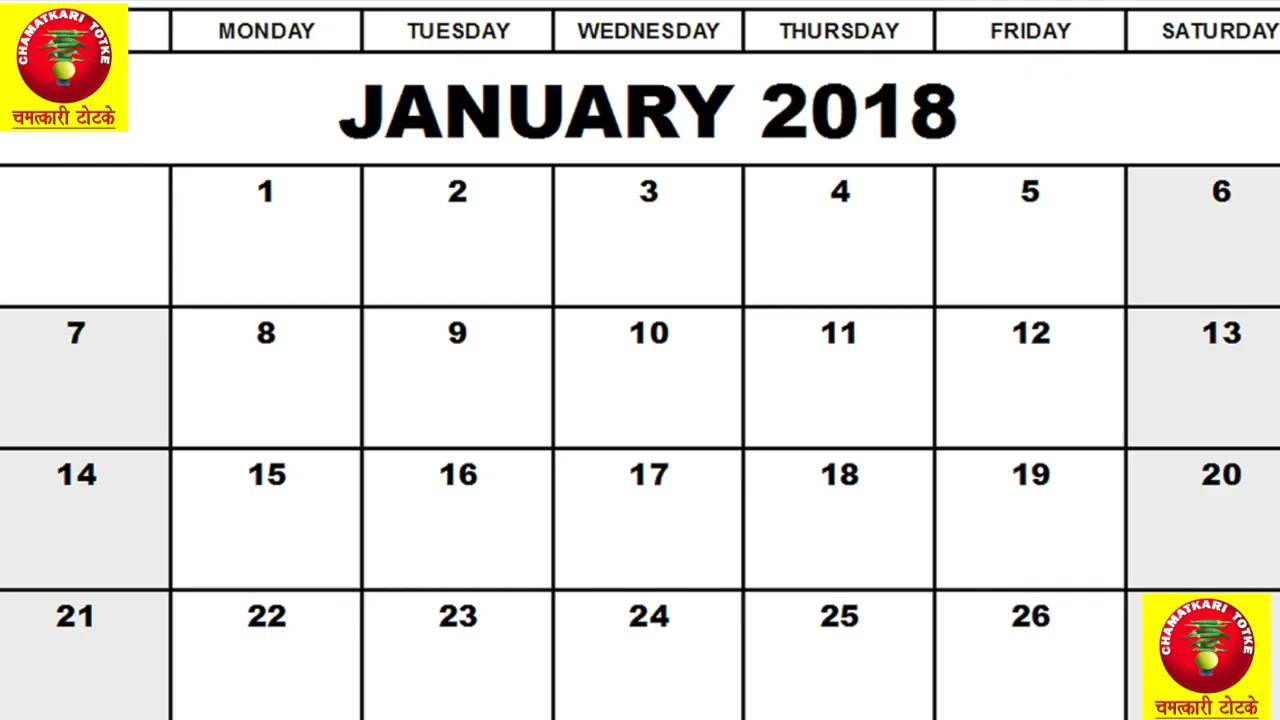 CHAMATKARI TOTKE
चमत्कारी टोटके
MONDAY TUESDAY WEDNESDAY THURSDAY FRIDAY SATURDAY
JANUARY 2018
1 2 3 4 5 6
7 8 9 10 11 12 13
14 15 16 17 18 19 20
21 22 23 24 25 26
CHAMATKARI TOTKE
चमत्कारी टोटके